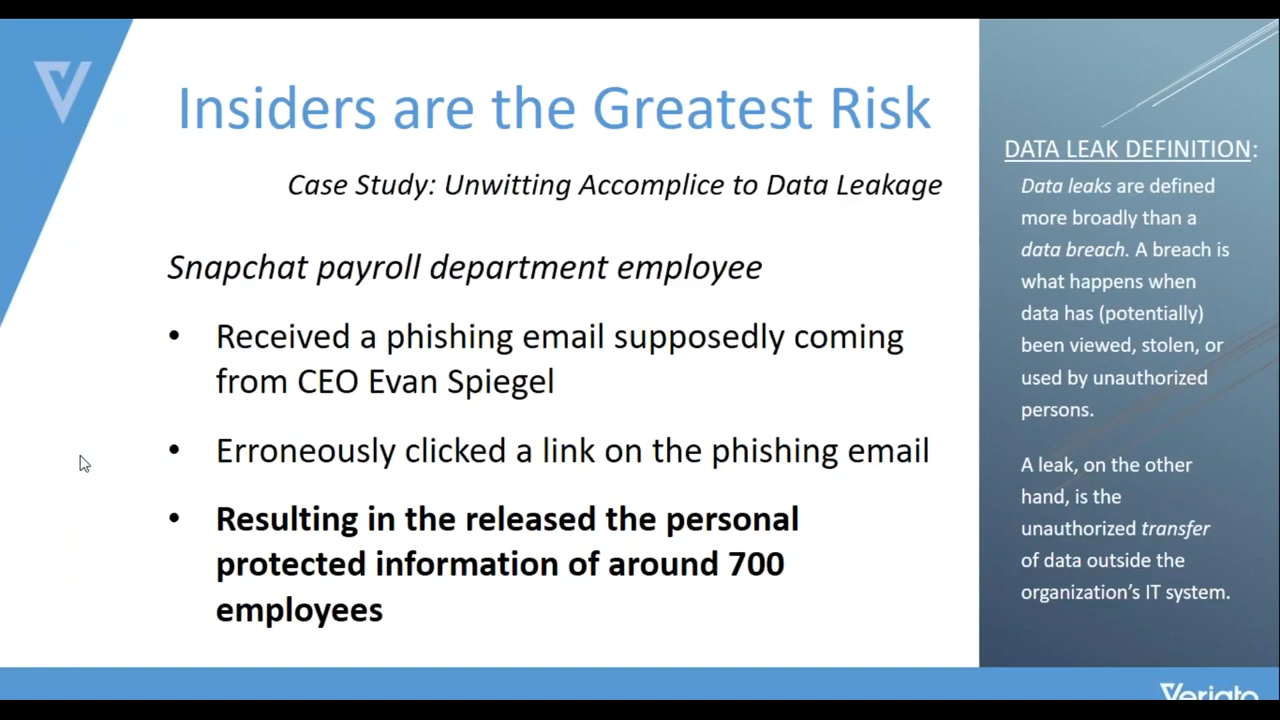 Insiders are the Greatest Risk
Case Study: Unwitting Accomplice to Data Leakage
Snapchat payroll department employee
• Received a phishing email supposedly coming
from CEO Evan Spiegel
• Erroneously clicked a link on the phishing email
• Resulting in the released the personal
protected information of around 700
employees
DATA LEAK DEFINITION:
Data leaks are defined
more broadly than a
data breach. A breach is
what happens when
data has (potentially)
been viewed, stolen, or
used by unauthorized
persons.
A leak, on the other
hand, is the
unauthorized transfer
of data outside the
organization's IT system.
Veriato